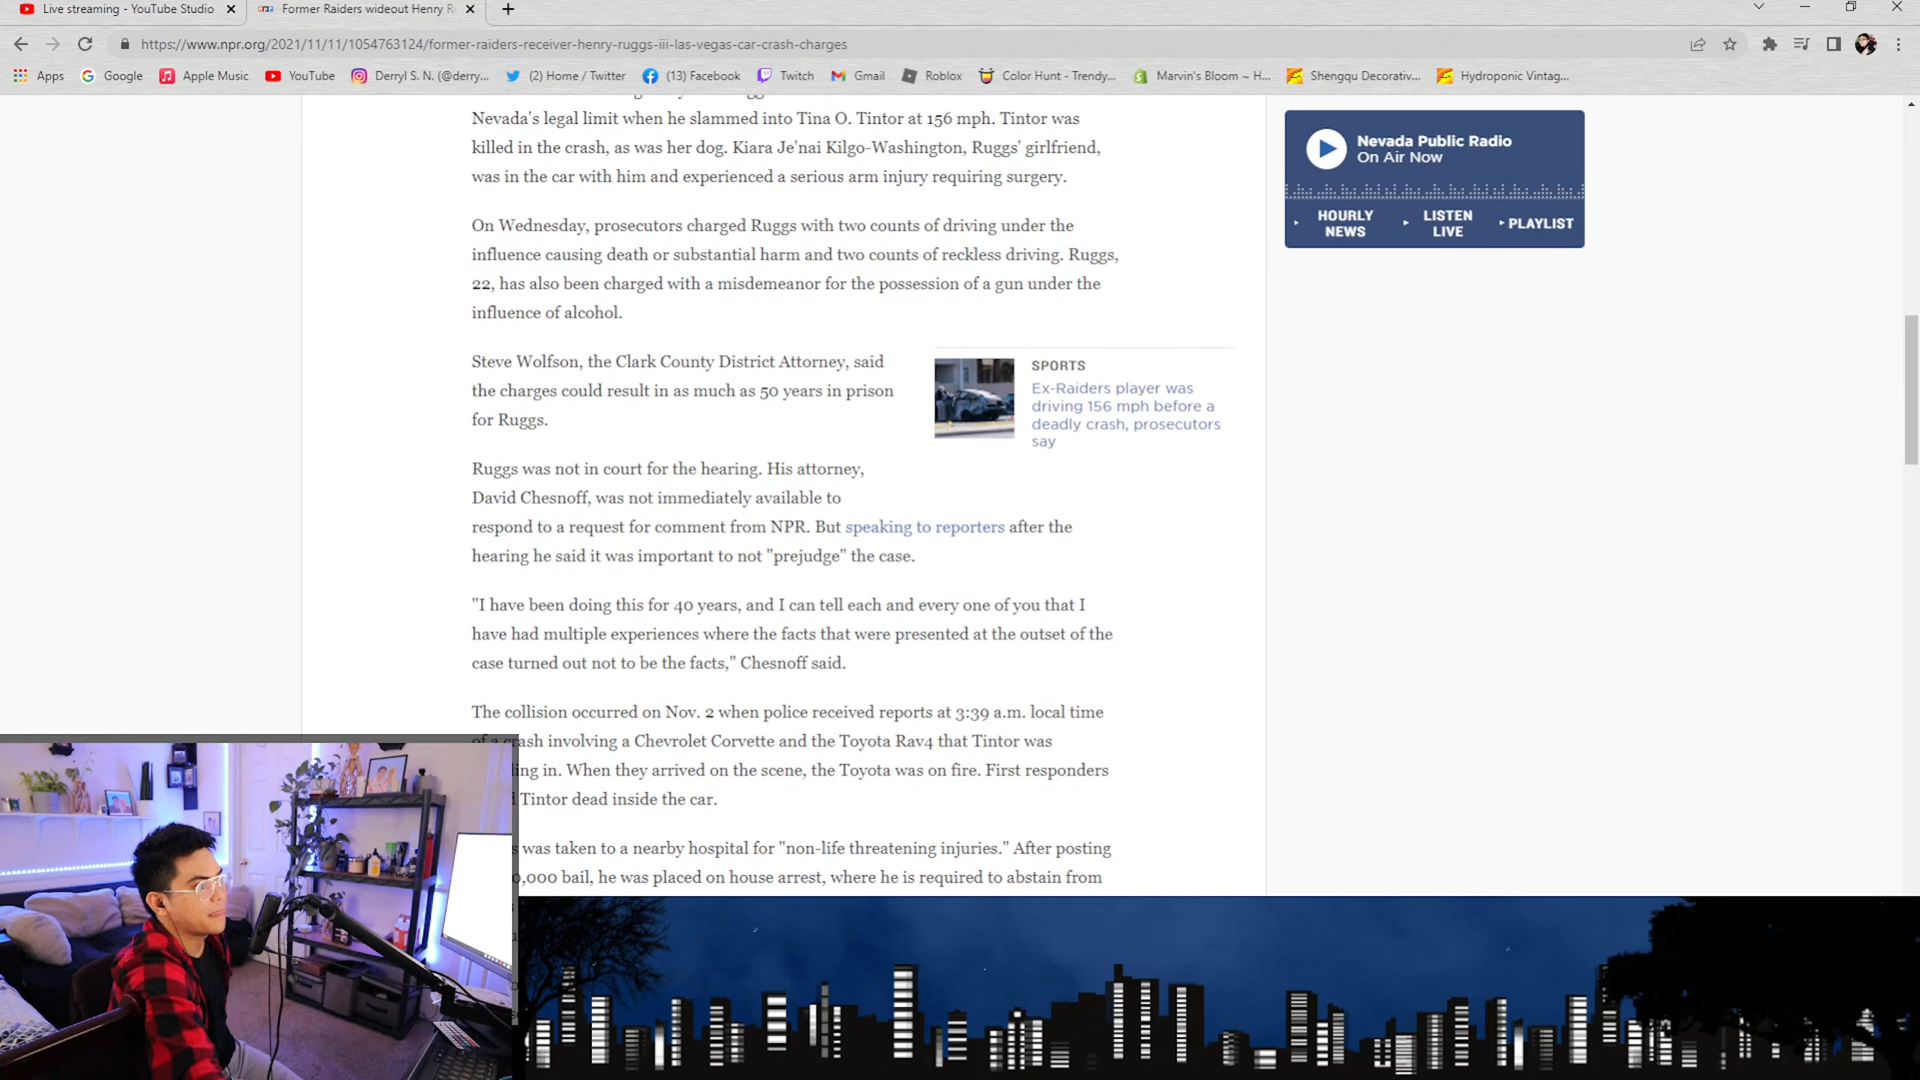 Live streaming - YouTube Studio
Former Raiders wideout Henry R
https://www.npr.org/2021/11/11/1054763124/former-raiders-receiver-henry-ruggs-iii-las-vegas-car-crash-charges
Apps
Google
Apple Music
YouTube
Derryl S. N. (@derry...
(2) Home / Twitter
(13) Facebook
Twitch
Gmail
Roblox
Color Hunt - Trendy...
Marvin's Bloom ~ H...
Shengqu Decorativ...
Hydroponic Vintag...
Nevada's legal limit when he slammed into Tina O. Tintor at 156 mph. Tintor was
killed in the crash, as was her dog. Kiara Je'nai Kilgo-Washington, Ruggs' girlfriend,
was in the car with him and experienced a serious arm injury requiring surgery.
On Wednesday, prosecutors charged Ruggs with two counts of driving under the
influence causing death or substantial harm and two counts of reckless driving. Ruggs,
22, has also been charged with a misdemeanor for the possession of a gun under the
influence of alcohol.
Steve Wolfson, the Clark County District Attorney, said
the charges could result in as much as 50 years in prison
for Ruggs.
SPORTS
Ex-Raiders player was
driving 156 mph before a
deadly crash, prosecutors
say
Ruggs was not in court for the hearing. His attorney,
David Chesnoff, was not immediately available to
respond to a request for comment from NPR. But speaking to reporters after the
hearing he said it was important to not "prejudge" the case.
"I have been doing this for 40 years, and I can tell each and every one of you that I
have had multiple experiences where the facts that were presented at the outset of the
case turned out not to be the facts," Chesnoff said.
The collision occurred on Nov. 2 when police received reports at 3:39 a.m. local time
of a crash involving a Chevrolet Corvette and the Toyota Rav4 that Tintor was
ing in. When they arrived on the scene, the Toyota was on fire. First responders
Tintor dead inside the car.
was taken to a nearby hospital for "non-life threatening injuries." After posting
0,000 bail, he was placed on house arrest, where he is required to abstain from
Nevada Public Radio
On Air Now
HOURLY
NEWS
LISTEN
LIVE
PLAYLIST